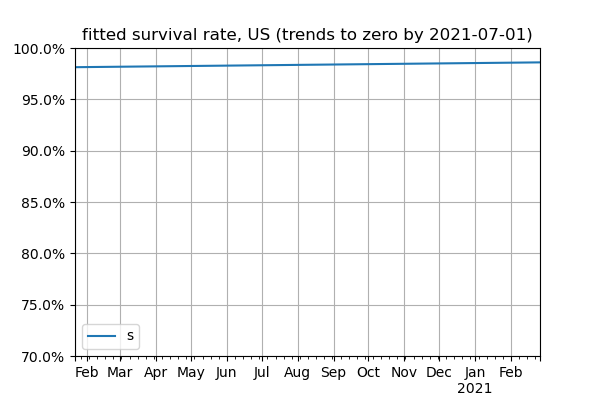 fitted survival rate, US (trends to zero by 2021-07-01)
100.0%
95.0%
90.0%
85.0%
80.0%
75.0%
70.0%
s
Feb Mar Apr May Jun Jul Aug Sep Oct Nov Dec Jan Feb
2021